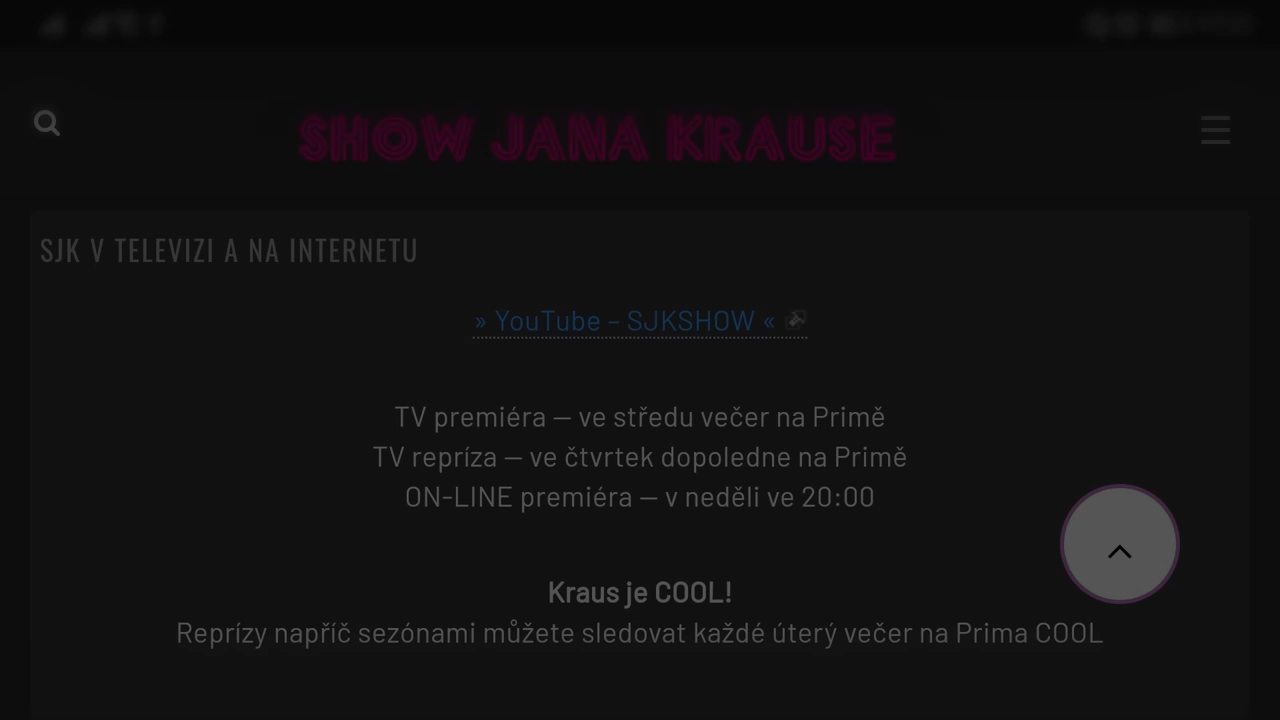 SHOW JANA KRAUSE
SJK V TELEVIZI A NA INTERNETU
» YouTube – SJKSHOW «
TV premiéra — ve středu večer na Primě
TV repríza — ve čtvrtek dopoledne na Primě
ON-LINE premiéra — v neděli ve 20:00
Kraus je COOL!
Reprízy napříč sezónami můžete sledovat každé úterý večer na Prima COOL